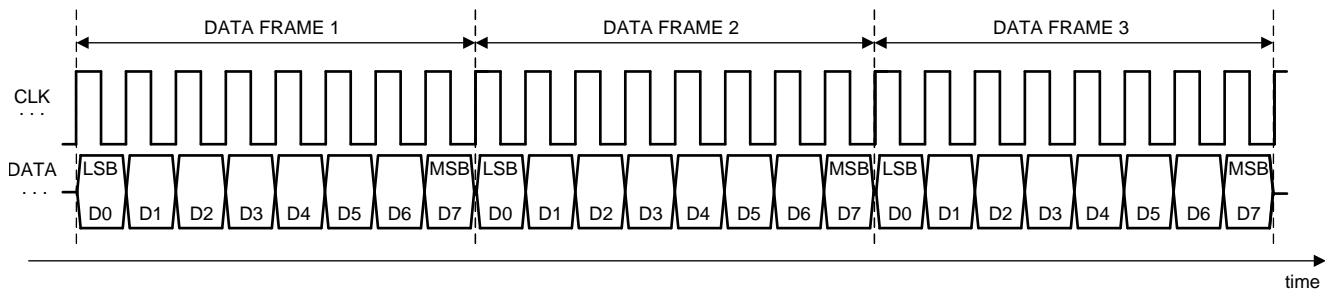 DATA FRAME 1 DATA FRAME 2 DATA FRAME 3
CLK
. . .
DATA LSB MSB LSB MSB LSB MSB
. . .
D0 D1 D2 D3 D4 D5 D6 D7 D0 D1 D2 D3 D4 D5 D6 D7 D0 D1 D2 D3 D4 D5 D6 D7
time